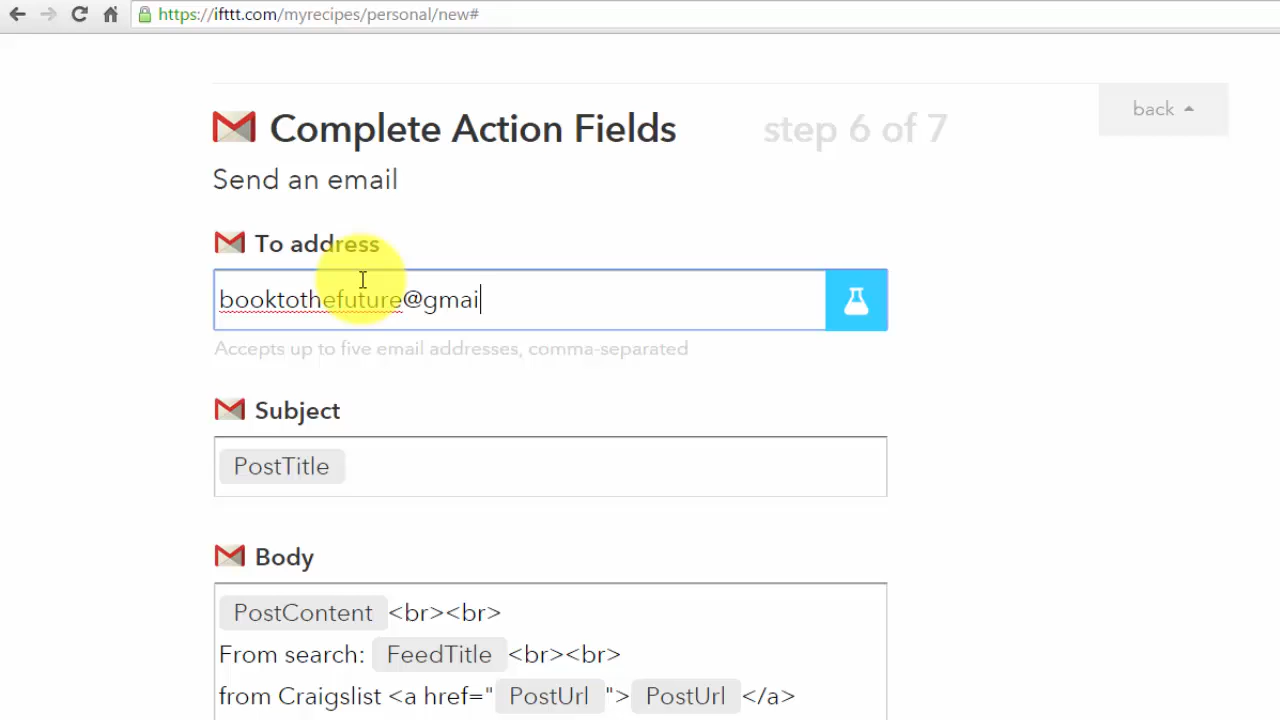 https://ifttt.com/myrecipes/personal/new#
back
Complete Action Fields step 6 of 7
Send an email
To address
booktothefuture@gmai
Accepts up to five email addresses, comma-separated
Subject
PostTitle
Body
PostContent <br><br>
From search: FeedTitle <br><br>
from Craigslist <a href=" PostUrl "> PostUrl </a>